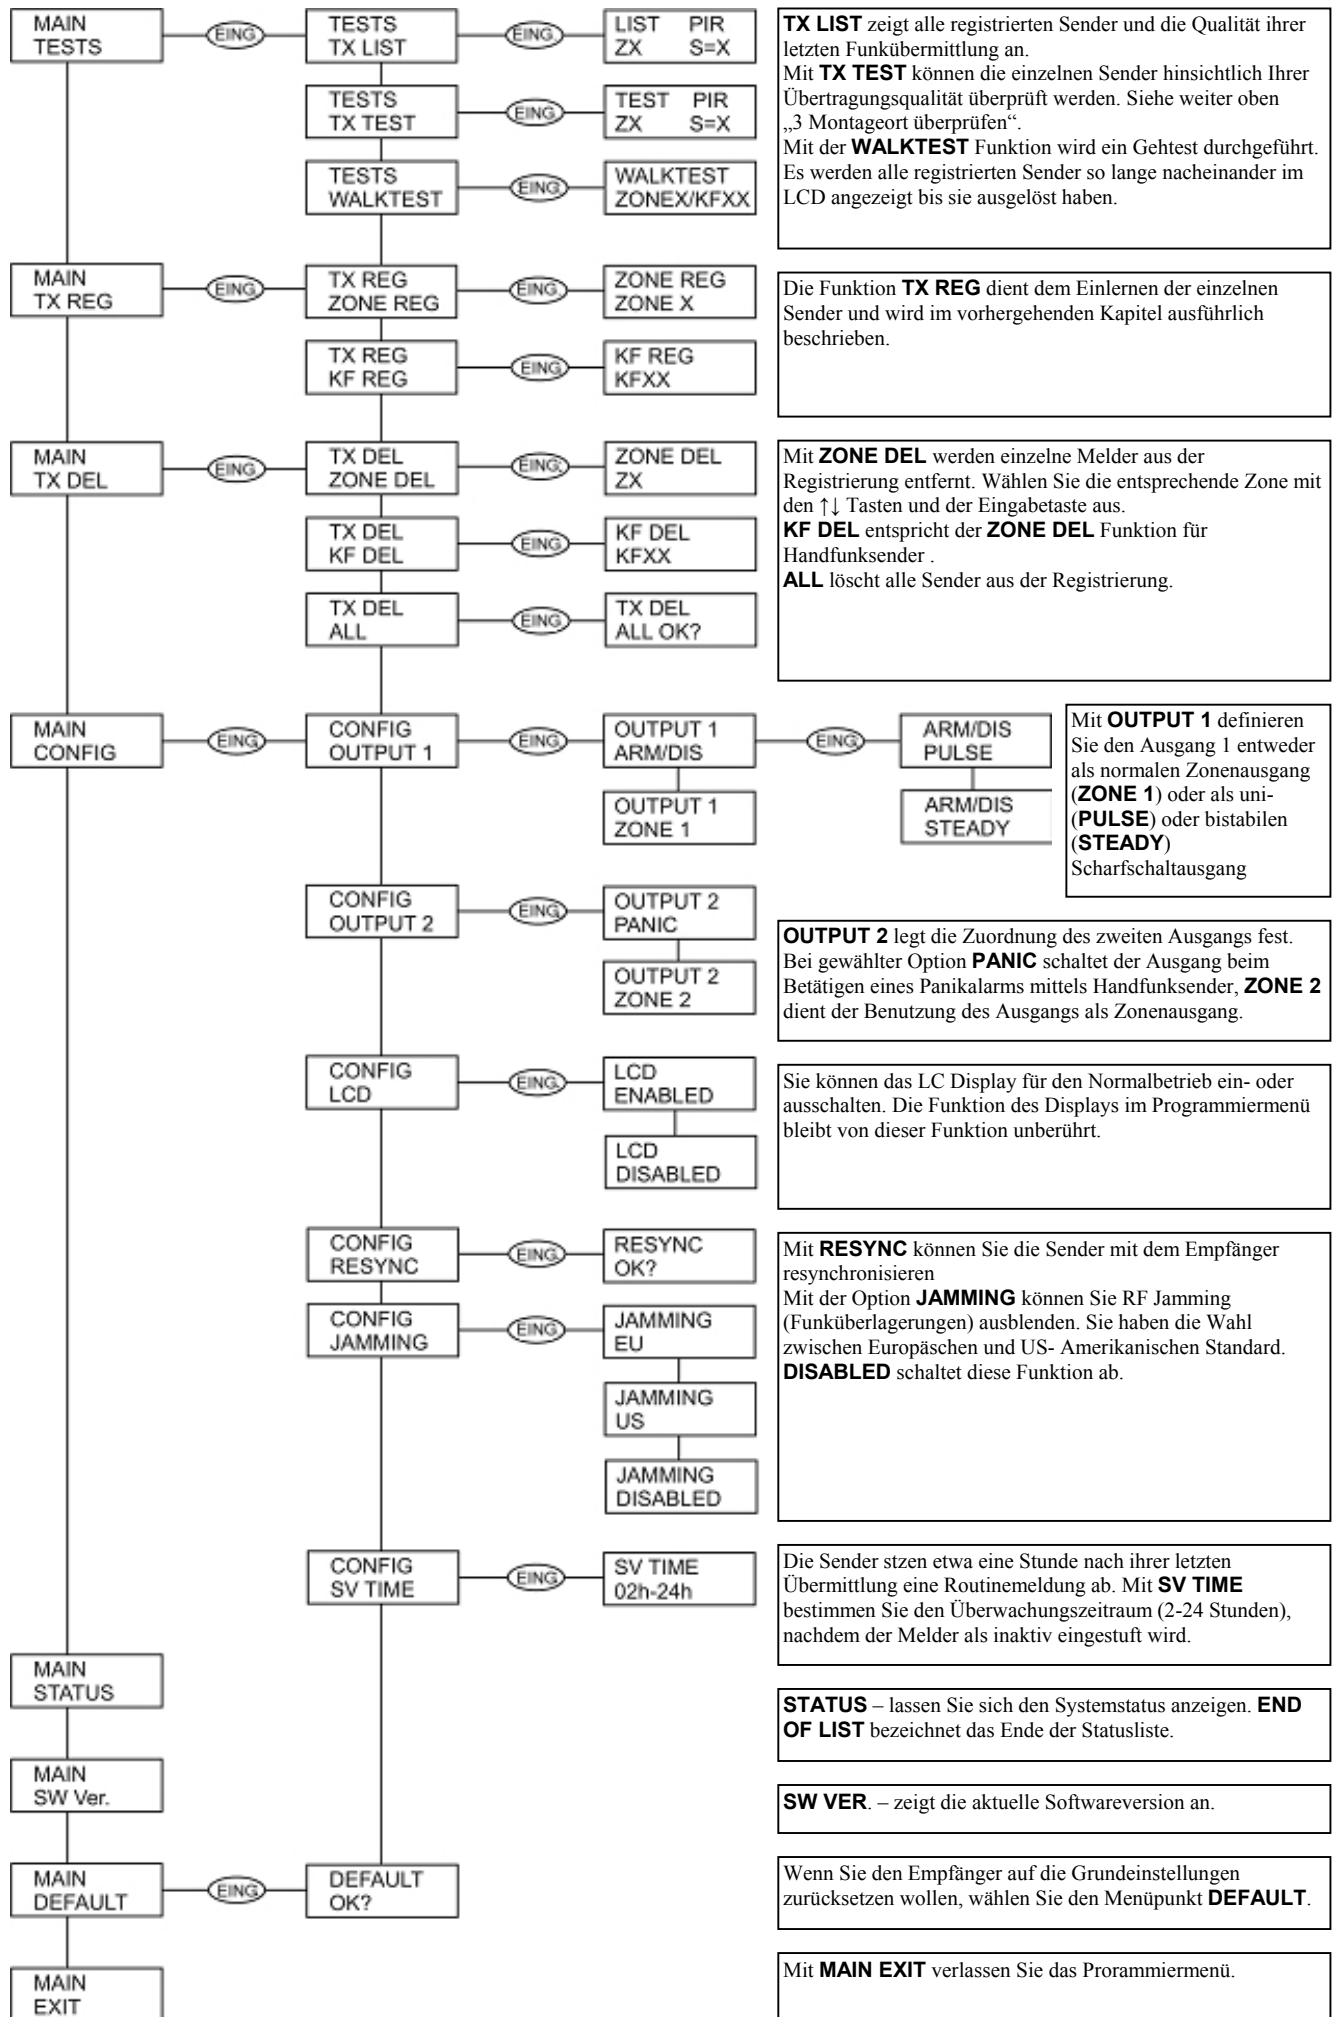 MAIN
TESTS
EING.
TESTS
TX LIST
EING.
LIST PIR
ZX S=X
TESTS
TX TEST
EING.
TEST PIR
ZX S=X
TESTS
WALKTEST
EING.
WALKTEST
ZONEX/KFXX
TX LIST zeigt alle registrierten Sender und die Qualität ihrer
letzten Funkübermittlung an.
Mit TX TEST können die einzelnen Sender hinsichtlich Ihrer
Übertragungsqualität überprüft werden. Siehe weiter oben
„3 Montageort überprüfen“.
Mit der WALKTEST Funktion wird ein Gehtest durchgeführt.
Es werden alle registrierten Sender so lange nacheinander im
LCD angezeigt bis sie ausgelöst haben.
MAIN
TX REG
EING.
TX REG
ZONE REG
EING.
ZONE REG
ZONE X
TX REG
KF REG
EING.
KF REG
KFXX
Die Funktion TX REG dient dem Einlernen der einzelnen
Sender und wird im vorhergehenden Kapitel ausführlich
beschrieben.
MAIN
TX DEL
EING.
TX DEL
ZONE DEL
EING.
ZONE DEL
ZX
TX DEL
KF DEL
EING.
KF DEL
KFXX
TX DEL
ALL
EING.
TX DEL
ALL OK?
Mit ZONE DEL werden einzelne Melder aus der
Registrierung entfernt. Wählen Sie die entsprechende Zone mit
den ↑↓ Tasten und der Eingabetaste aus.
KF DEL entspricht der ZONE DEL Funktion für
Handfunksender .
ALL löscht alle Sender aus der Registrierung.
MAIN
CONFIG
EING.
CONFIG
OUTPUT 1
EING.
OUTPUT 1
ARM/DIS
EING.
ARM/DIS
PULSE
OUTPUT 1
ZONE 1
ARM/DIS
STEADY
Mit OUTPUT 1 definieren
Sie den Ausgang 1 entweder
als normalen Zonenausgang
(ZONE 1) oder als uni-
(PULSE) oder bistabilen
(STEADY)
Scharfschaltausgang
CONFIG
OUTPUT 2
EING.
OUTPUT 2
PANIC
OUTPUT 2
ZONE 2
OUTPUT 2 legt die Zuordnung des zweiten Ausgangs fest.
Bei gewählter Option PANIC schaltet der Ausgang beim
Betätigen eines Panikalarms mittels Handfunksender, ZONE 2
dient der Benutzung des Ausgangs als Zonenausgang.
CONFIG
LCD
EING.
LCD
ENABLED
LCD
DISABLED
Sie können das LC Display für den Normalbetrieb ein- oder
ausschalten. Die Funktion des Displays im Programmiermenü
bleibt von dieser Funktion unberührt.
CONFIG
RESYNC
EING.
RESYNC
OK?
CONFIG
JAMMING
EING.
JAMMING
EU
JAMMING
US
JAMMING
DISABLED
Mit RESYNC können Sie die Sender mit dem Empfänger
resynchronisieren
Mit der Option JAMMING können Sie RF Jamming
(Funküberlagerungen) ausblenden. Sie haben die Wahl
zwischen Europäschen und US- Amerikanischen Standard.
DISABLED schaltet diese Funktion ab.
CONFIG
SV TIME
EING.
SV TIME
02h-24h
Die Sender stzen etwa eine Stunde nach ihrer letzten
Übermittlung eine Routinemeldung ab. Mit SV TIME
bestimmen Sie den Überwachungszeitraum (2-24 Stunden),
nachdem der Melder als inaktiv eingestuft wird.
MAIN
STATUS
STATUS – lassen Sie sich den Systemstatus anzeigen. END
OF LIST bezeichnet das Ende der Statusliste.
MAIN
SW Ver.
SW VER. – zeigt die aktuelle Softwareversion an.
MAIN
DEFAULT
EING.
DEFAULT
OK?
Wenn Sie den Empfänger auf die Grundeinstellungen
zurücksetzen wollen, wählen Sie den Menüpunkt DEFAULT.
MAIN
EXIT
Mit MAIN EXIT verlassen Sie das Prorammiermenü.